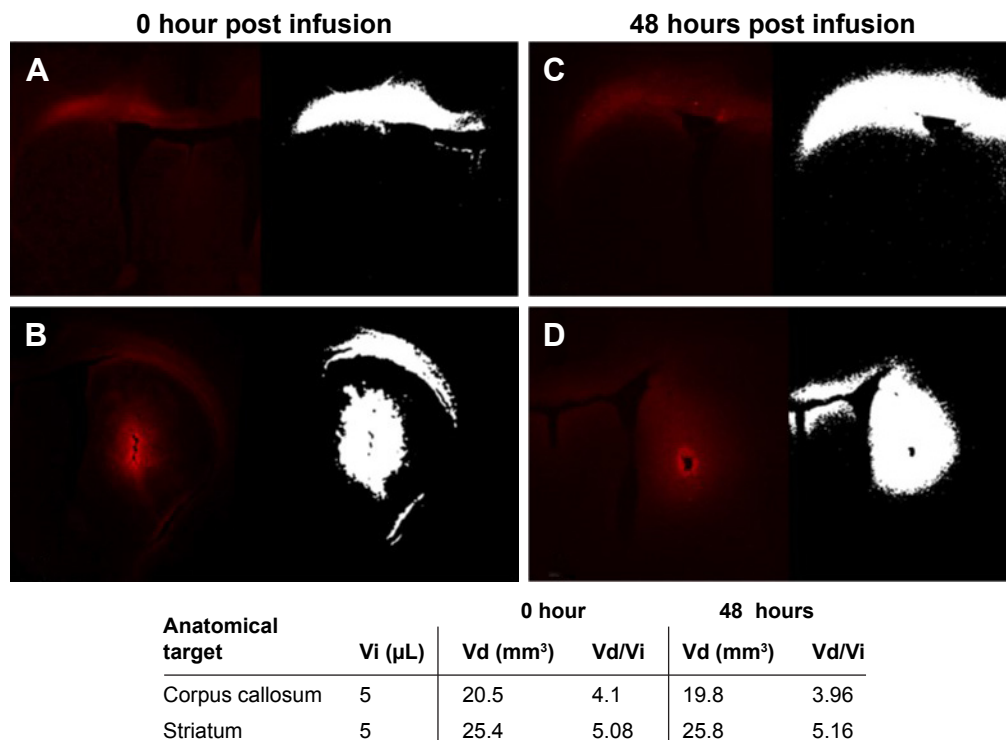 0 hour post infusion 48 hours post infusion
A C
B D
0 hour 48 hours
Anatomical target Vi (µL) Vd (mm³) Vd/Vi Vd (mm³) Vd/Vi
Corpus callosum 5 20.5 4.1 19.8 3.96
Striatum 5 25.4 5.08 25.8 5.16